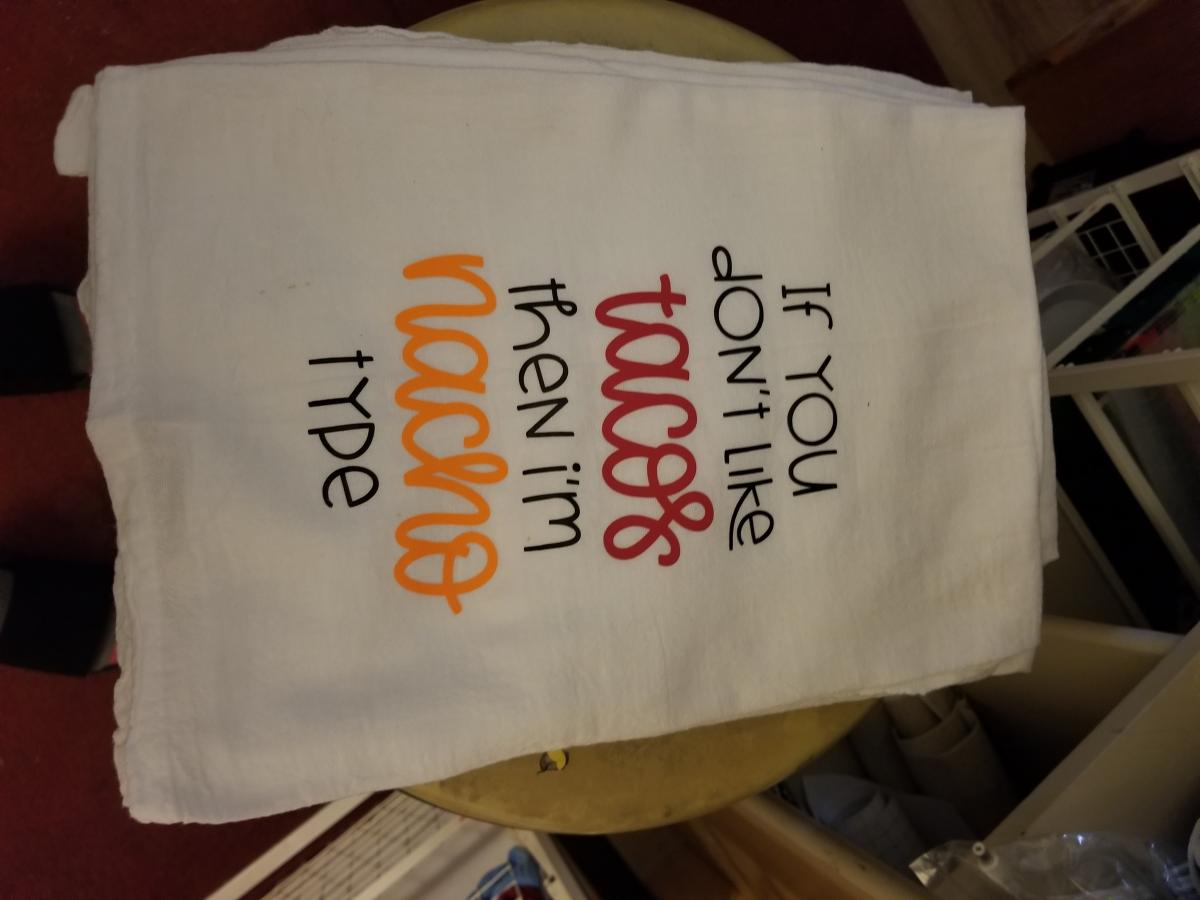 If YOU
dON't like
tacos
theN i'm
nacho
type